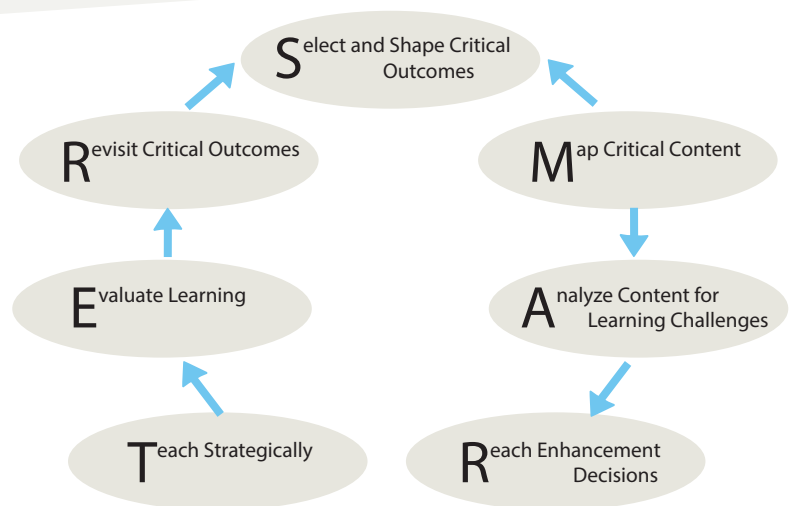 Select and Shape Critical
Outcomes
Map Critical Content
Analyze Content for
Learning Challenges
Reach Enhancement
Decisions
Teach Strategically
Evaluate Learning
Revisit Critical Outcomes